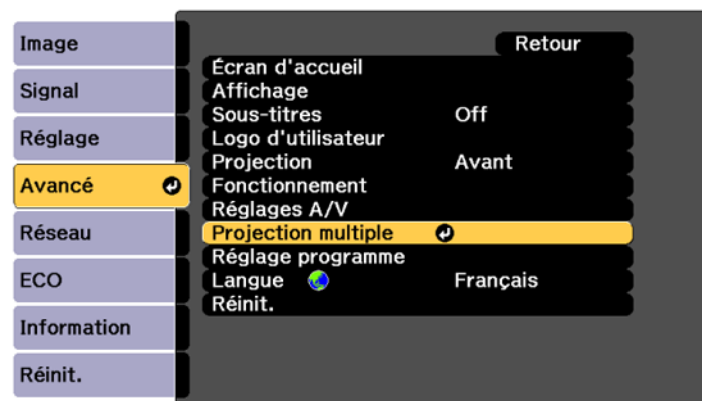 Image
Signal
Réglage
Avancé
Réseau
ECO
Information
Réinit.
Retour
Écran d'accueil
Affichage
Sous-titres Off
Logo d'utilisateur
Projection Avant
Fonctionnement
Réglages A/V
Projection multiple
Réglage programme
Langue Français
Réinit.